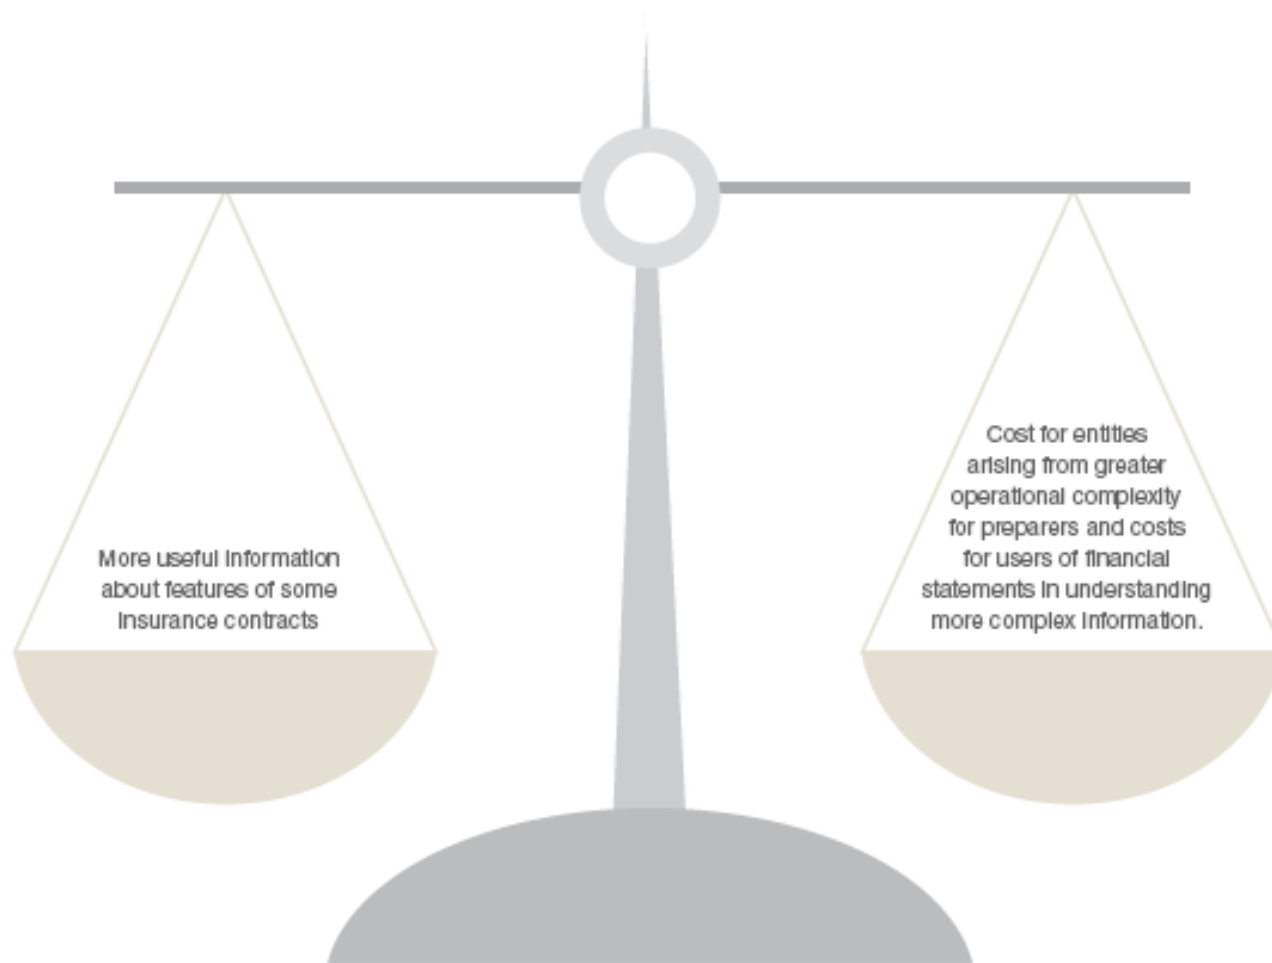 More useful information
about features of some
insurance contracts
Cost for entities
arising from greater
operational complexity
for preparers and costs
for users of financial
statements in understanding
more complex information.